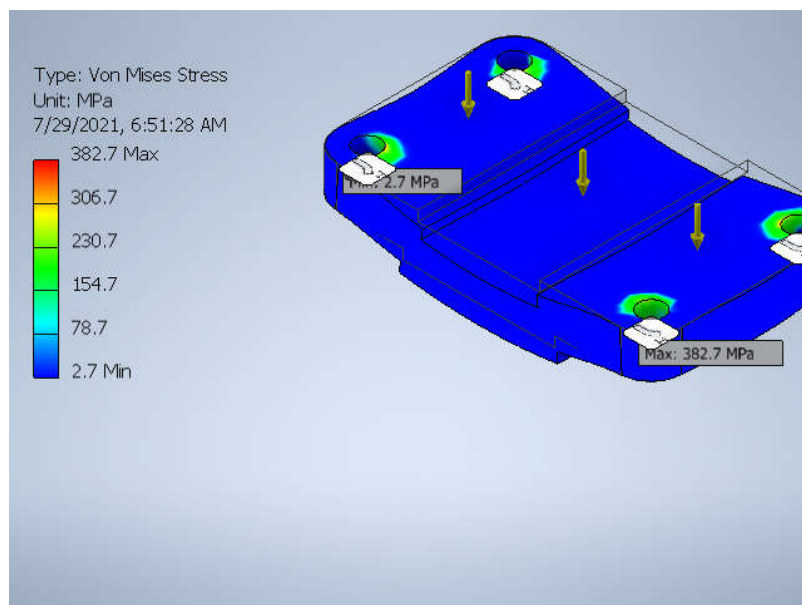 Type: Von Mises Stress
Unit: MPa
7/29/2021, 6:51:28 AM
382.7 Max
306.7
230.7
154.7
78.7
2.7 Min
Min: 2.7 MPa
Max: 382.7 MPa